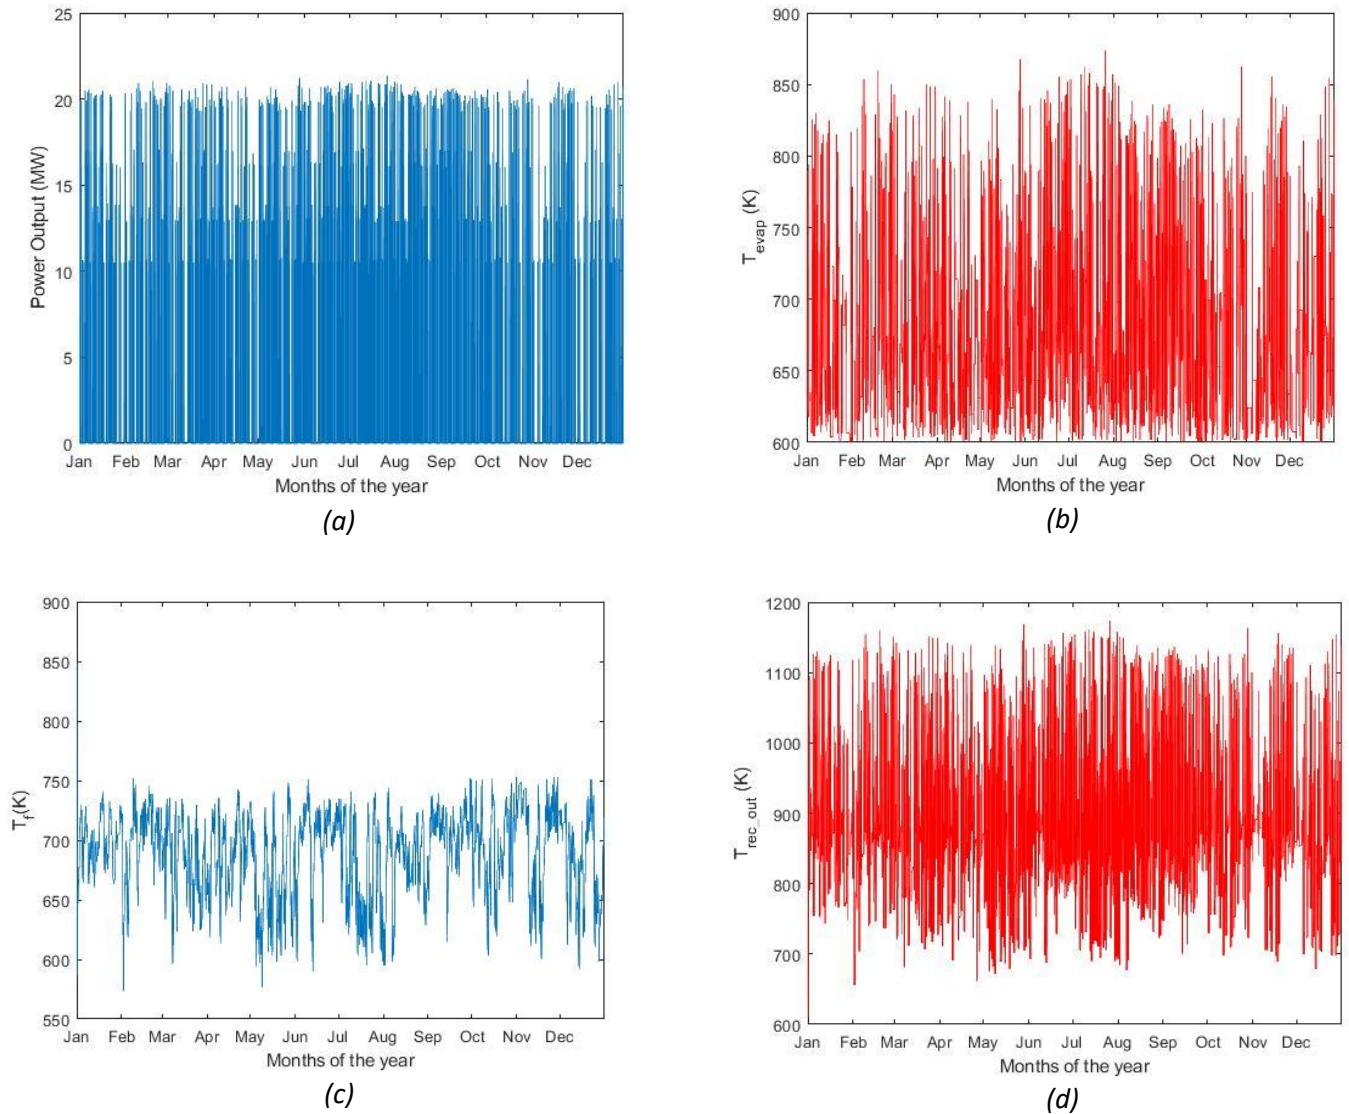 25
20
15
10
5
0
Power Output (MW)
Jan Feb Mar Apr May Jun Jul Aug Sep Oct Nov Dec
Months of the year
(a)
900
850
800
750
700
650
600
T_evap (K)
Jan Feb Mar Apr May Jun Jul Aug Sep Oct Nov Dec
Months of the year
(b)
900
850
800
750
700
650
600
550
T_f(K)
Jan Feb Mar Apr May Jun Jul Aug Sep Oct Nov Dec
Months of the year
(c)
1200
1100
1000
900
800
700
600
T_rec_out (K)
Jan Feb Mar Apr May Jun Jul Aug Sep Oct Nov Dec
Months of the year
(d)